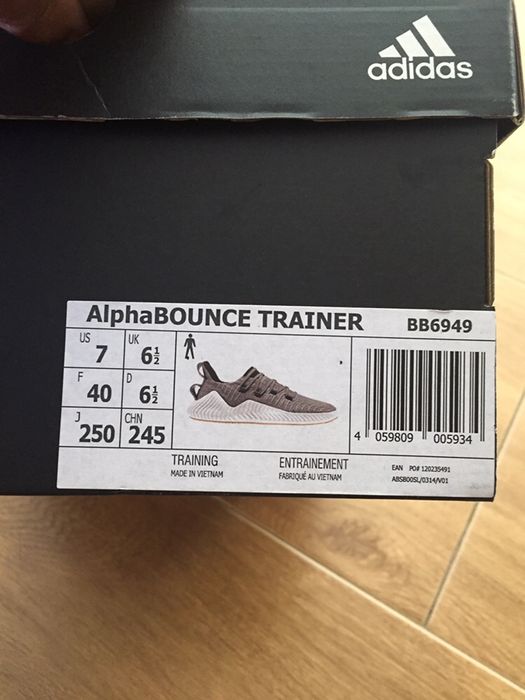 adidas
AlphaBOUNCE TRAINER BB6949
US 7 UK 6½
F 40 D 6½
J 250 CHN 245
4 059809 005934
TRAINING ENTRAINEMENT
MADE IN VIETNAM FABRIQUÉ AU VIETNAM
EAN PO# 120235491
ABSB00SL/0314/V01